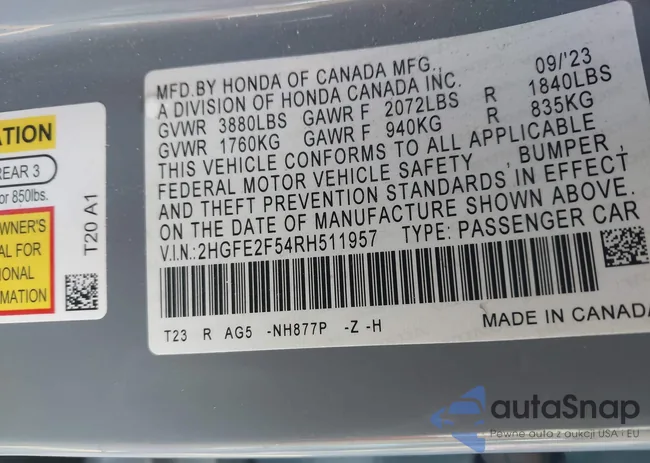 ATION
REAR 3
or 850lbs.
OWNER'S
AL FOR
IONAL
RMATION
T20 A1
MFD.BY HONDA OF CANADA MFG., 09/'23
A DIVISION OF HONDA CANADA INC.
GVWR 3880LBS GAWR F 2072LBS R 1840LBS
GVWR 1760KG GAWR F 940KG R 835KG
THIS VEHICLE CONFORMS TO ALL APPLICABLE
FEDERAL MOTOR VEHICLE SAFETY , BUMPER ,
AND THEFT PREVENTION STANDARDS IN EFFECT
ON THE DATE OF MANUFACTURE SHOWN ABOVE.
V.I.N.:2HGFE2F54RH511957 TYPE: PASSENGER CAR
T23 R AG5 -NH877P -Z -H
MADE IN CANADA
autaSnap
Pewne auta z aukcji USA i EU